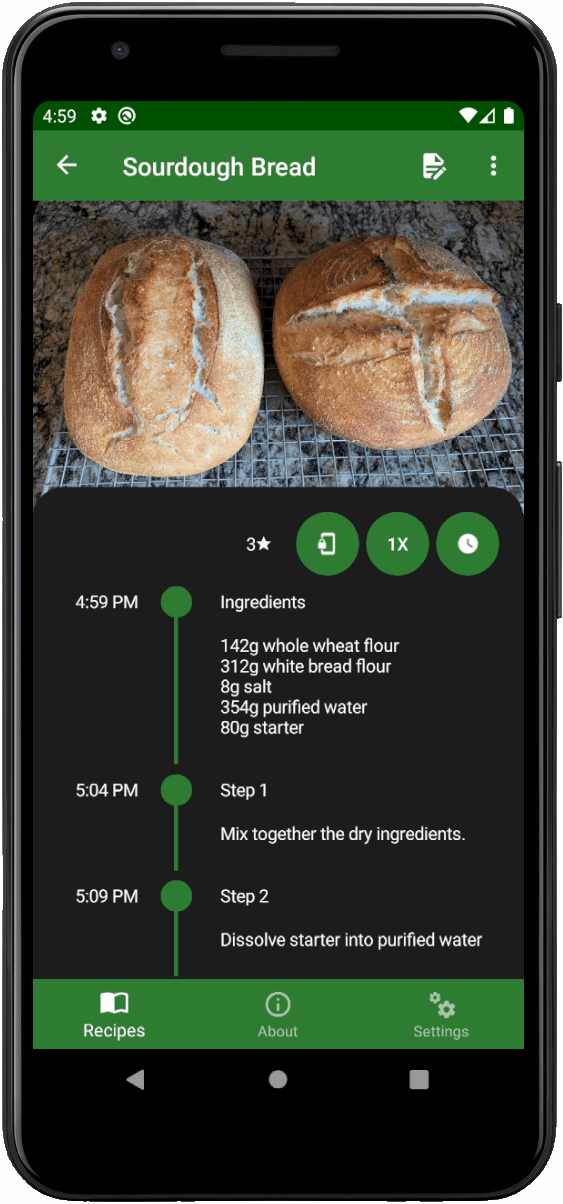 4:59
Sourdough Bread
3★
1X
4:59 PM
Ingredients
142g whole wheat flour
312g white bread flour
8g salt
354g purified water
80g starter
5:04 PM
Step 1
Mix together the dry ingredients.
5:09 PM
Step 2
Dissolve starter into purified water
Recipes
About
Settings